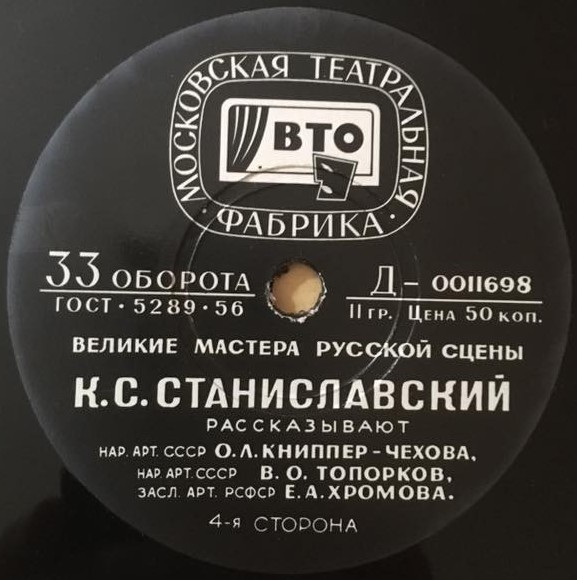 МОСКОВСКАЯ ТЕАТРАЛЬНАЯ
ВТО
· ФАБРИКА ·
33 ОБОРОТА
ГОСТ · 5289 · 56
Д – 0011698
II ГР. ЦЕНА 50 КОП.
ВЕЛИКИЕ МАСТЕРА РУССКОЙ СЦЕНЫ
К.С.СТАНИСЛАВСКИЙ
РАССКАЗЫВАЮТ
НАР. АРТ. СССР О.Л.КНИППЕР-ЧЕХОВА,
НАР. АРТ. СССР В.О.ТОПОРКОВ,
ЗАСЛ. АРТ. РСФСР Е.А.ХРОМОВА.
4-Я СТОРОНА